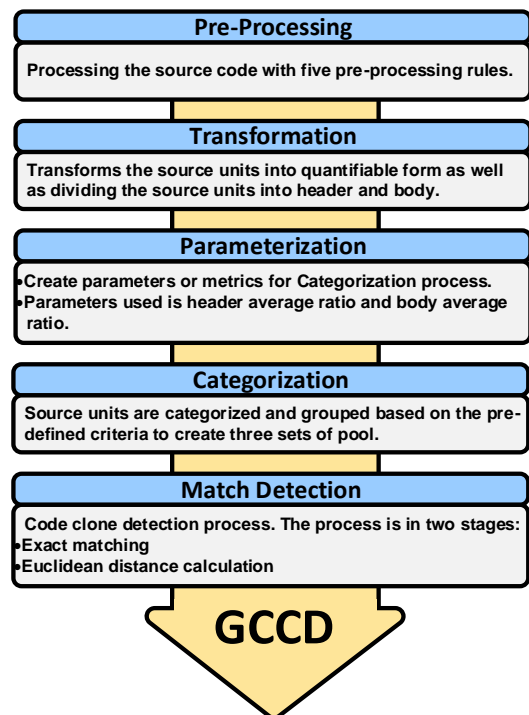 Pre-Processing
Processing the source code with five pre-processing rules.
Transformation
Transforms the source units into quantifiable form as well
as dividing the source units into header and body.
Parameterization
•Create parameters or metrics for Categorization process.
•Parameters used is header average ratio and body average
ratio.
Categorization
Source units are categorized and grouped based on the pre-
defined criteria to create three sets of pool.
Match Detection
Code clone detection process. The process is in two stages:
•Exact matching
•Euclidean distance calculation
GCCD